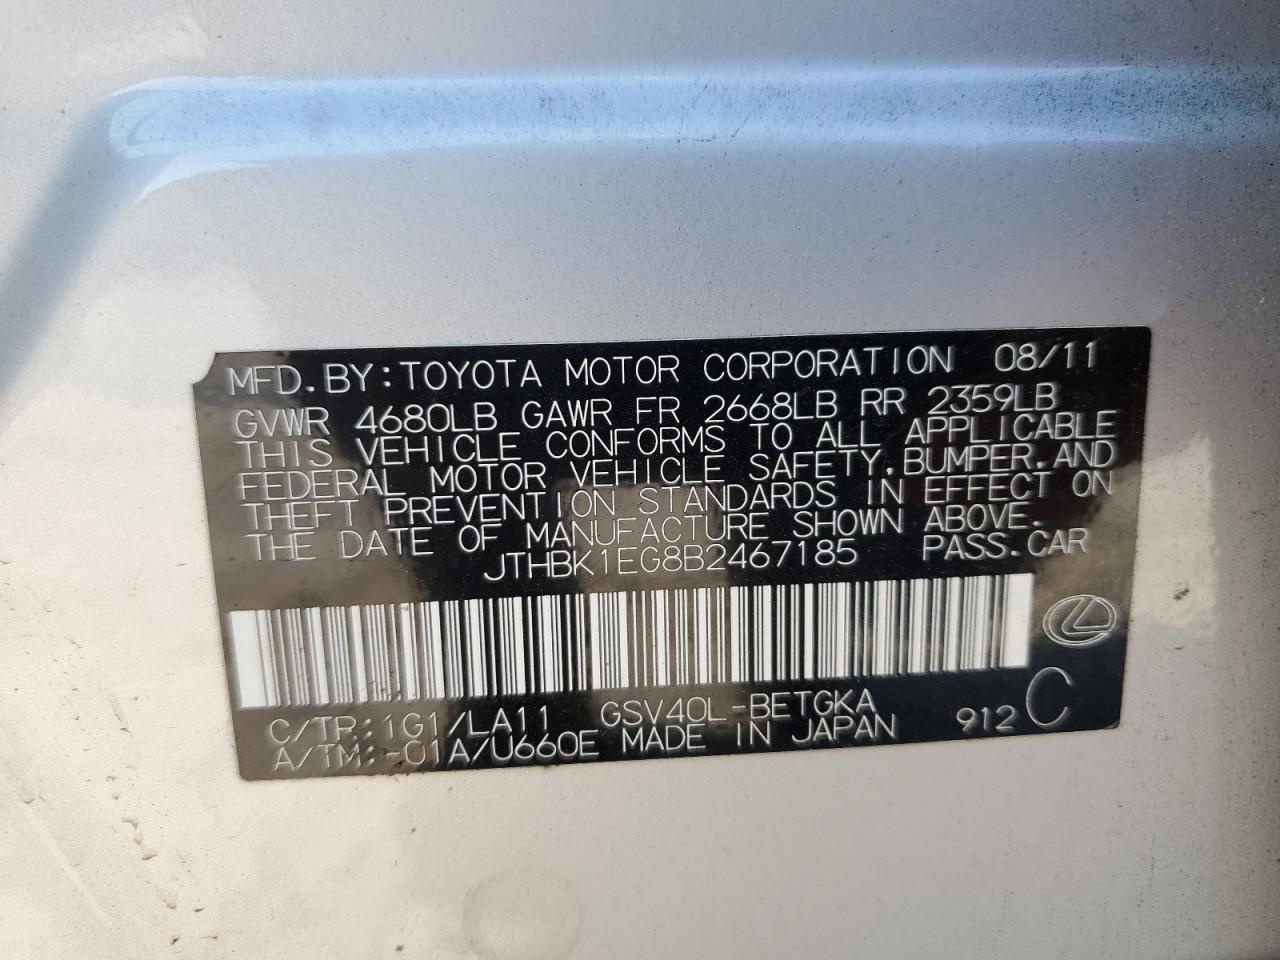 MFD.BY:TOYOTA MOTOR CORPORATION 08/11
GVWR 4680LB GAWR FR 2668LB RR 2359LB
THIS VEHICLE CONFORMS TO ALL APPLICABLE
FEDERAL MOTOR VEHICLE SAFETY,BUMPER,AND
THEFT PREVENTION STANDARDS IN EFFECT ON
THE DATE OF MANUFACTURE SHOWN ABOVE.
JTHBK1EG8B2467185 PASS.CAR
C/TR:1G1/LA11 GSV40L-BETGKA
A/TM:-01A/U660E MADE IN JAPAN 912 C